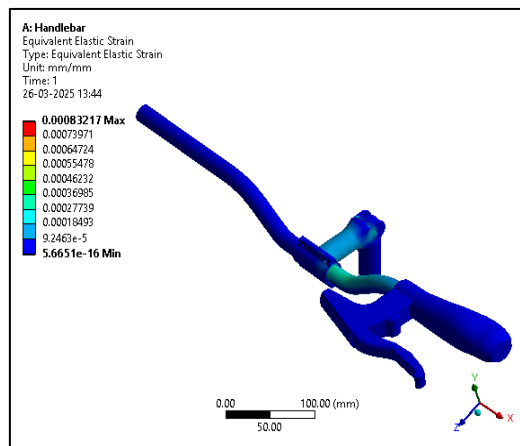 A: Handlebar
Equivalent Elastic Strain
Type: Equivalent Elastic Strain
Unit: mm/mm
Time: 1
26-03-2025 13:44
0.00083217 Max
0.00073971
0.00064724
0.00055478
0.00046232
0.00036985
0.00027739
0.00018493
9.2463e-5
5.6651e-16 Min
0.00 100.00 (mm)
50.00
Y
X
Z